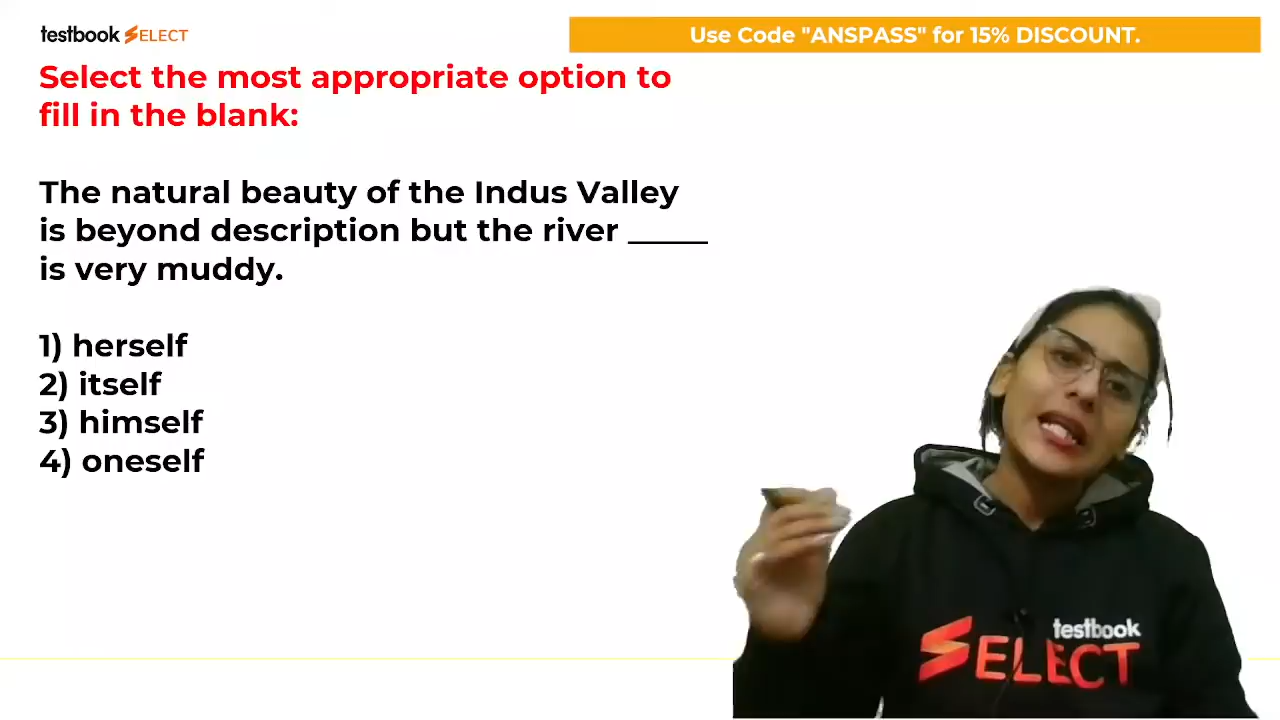 testbook SELECT
Use Code "ANSPASS" for 15% DISCOUNT.
Select the most appropriate option to
fill in the blank:
The natural beauty of the Indus Valley
is beyond description but the river _____
is very muddy.
1) herself
2) itself
3) himself
4) oneself
testbook
SELECT